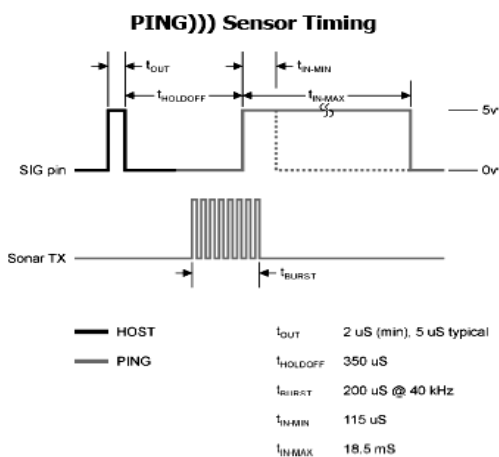 PING))) Sensor Timing
tOUT
tIN-MIN
tHOLDOFF
tIN-MAX
5v
SIG pin
0v
Sonar TX
tBURST
HOST
PING
tOUT 2 uS (min), 5 uS typical
tHOLDOFF 350 uS
tBURST 200 uS @ 40 kHz
tIN-MIN 115 uS
tIN-MAX 18.5 mS